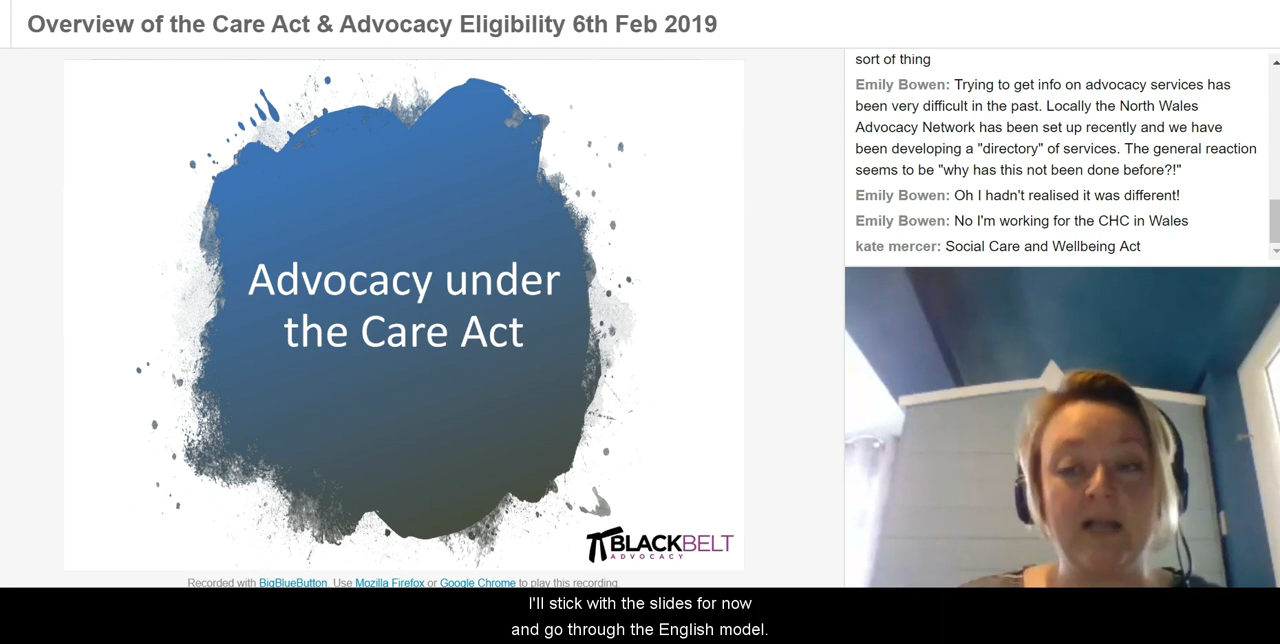 Overview of the Care Act & Advocacy Eligibility 6th Feb 2019
Advocacy under
the Care Act
BLACKBELT
ADVOCACY
Recorded with BigBlueButton. Use Mozilla Firefox or Google Chrome to play this recording.
sort of thing
Emily Bowen: Trying to get info on advocacy services has
been very difficult in the past. Locally the North Wales
Advocacy Network has been set up recently and we have
been developing a "directory" of services. The general reaction
seems to be "why has this not been done before?!"
Emily Bowen: Oh I hadn't realised it was different!
Emily Bowen: No I'm working for the CHC in Wales
kate mercer: Social Care and Wellbeing Act
I'll stick with the slides for now
and go through the English model.